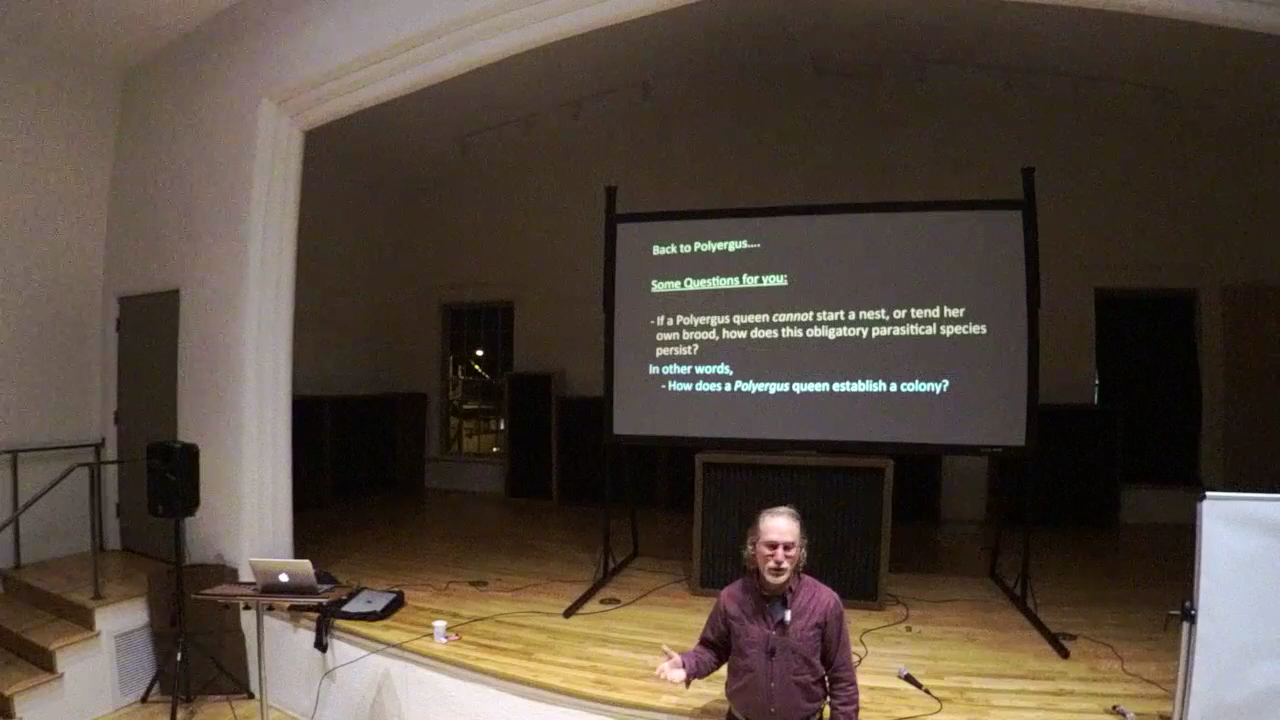 Back to Polyergus....
Some Questions for you:
- If a Polyergus queen cannot start a nest, or tend her
own brood, how does this obligatory parasitical species
persist?
In other words,
- How does a Polyergus queen establish a colony?